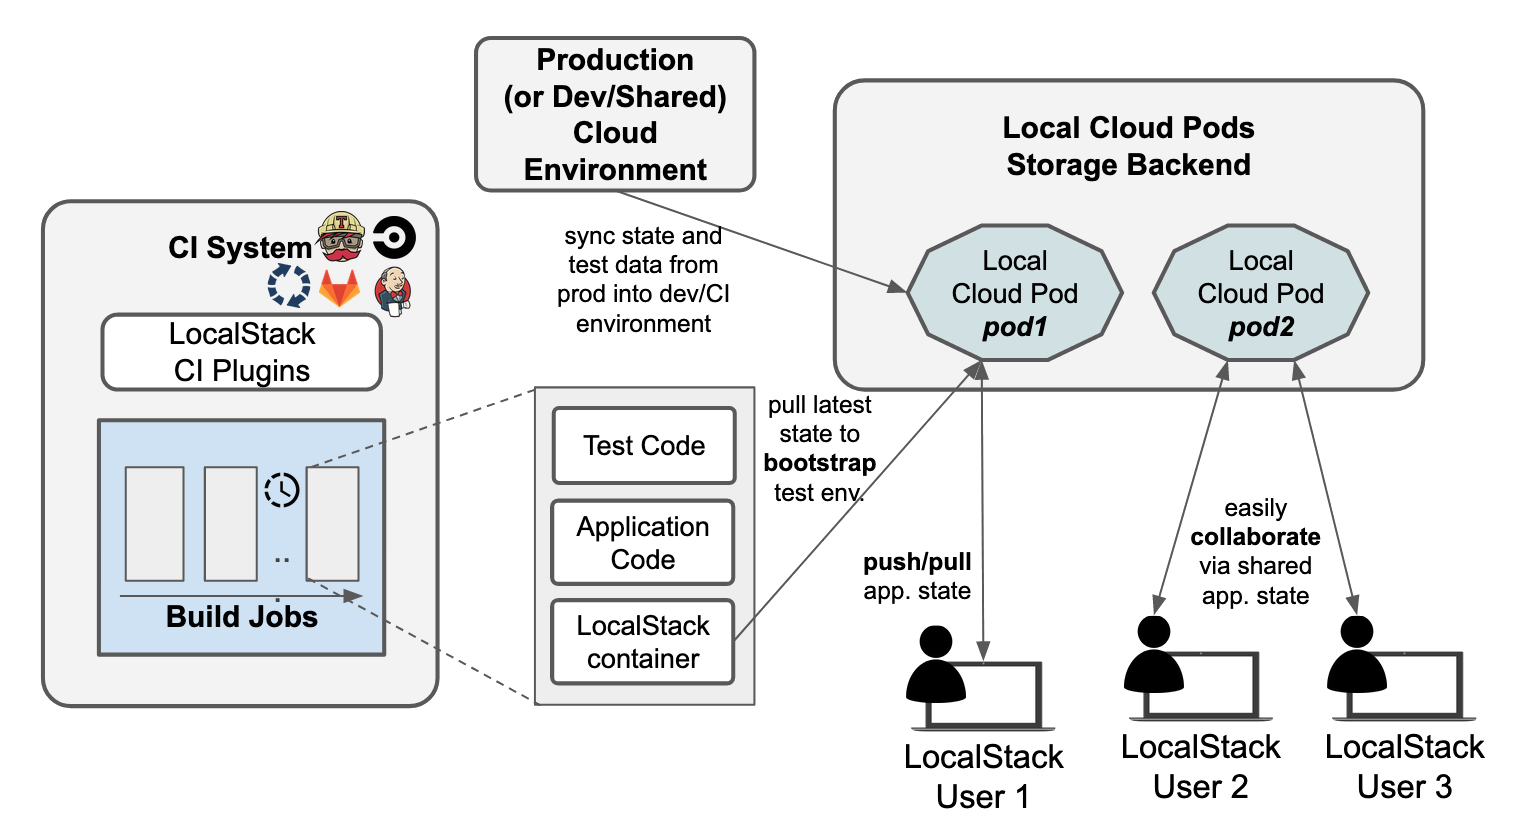 Production
(or Dev/Shared)
Cloud
Environment
Local Cloud Pods
Storage Backend
Local
Cloud Pod
pod1
Local
Cloud Pod
pod2
sync state and
test data from
prod into dev/CI
environment
CI System
T
LocalStack
CI Plugins
Build Jobs
Test Code
Application
Code
LocalStack
container
pull latest
state to
bootstrap
test env.
push/pull
app. state
easily
collaborate
via shared
app. state
LocalStack
User 1
LocalStack
User 2
LocalStack
User 3